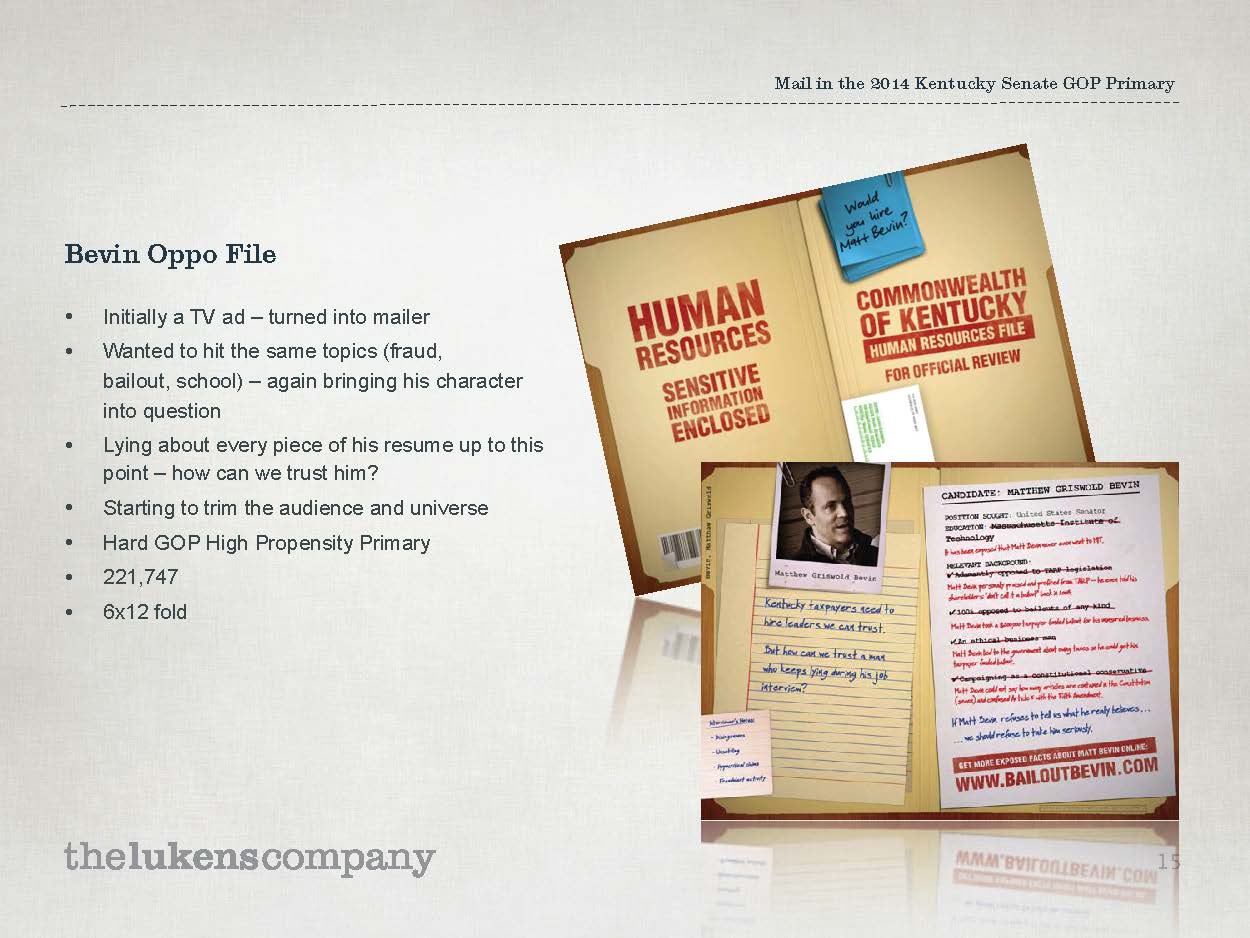 Mail in the 2014 Kentucky Senate GOP Primary
Bevin Oppo File
• Initially a TV ad – turned into mailer
• Wanted to hit the same topics (fraud,
bailout, school) – again bringing his character
into question
• Lying about every piece of his resume up to this
point – how can we trust him?
• Starting to trim the audience and universe
• Hard GOP High Propensity Primary
• 221,747
• 6x12 fold
HUMAN
RESOURCES
SENSITIVE
INFORMATION
ENCLOSED
Would
you hire
Matt Bevin?
COMMONWEALTH
OF KENTUCKY
HUMAN RESOURCES FILE
FOR OFFICIAL REVIEW
Bevin, Matthew Griswold
Matthew Griswold Bevin
Kentucky taxpayers need to
hire leaders we can trust.
But how can we trust a man
who keeps lying during his job
interview?
Interviewer's Notes:
- Disingenuous
- Unwilling
- Hypocritical claims
- Fraudulent activity
CANDIDATE: MATTHEW GRISWOLD BEVIN
POSITION SOUGHT: United States Senator
EDUCATION: Massachusetts Institute of
Technology
It has been exposed that Matt Bevin never even went to MIT.
RELEVANT BACKGROUND:
✓Adamantly opposed to TARP legislation
Matt Bevin personally praised and profited from TARP – he even told his
shareholders "don't call it a bailout" back in 2008.
✓100% opposed to bailouts of any kind
Matt Bevin took a taxpayer funded bailout for his uninsured business.
✓An ethical business man
Matt Bevin lied to the government about owing taxes so he could get his
taxpayer funded bailout.
✓Campaigning as a constitutional conservative
Matt Bevin could not say how many articles are contained in the Constitution
(seven) and confused Article V with the Fifth Amendment.
If Matt Bevin refuses to tell us what he really believes...
...we should refuse to take him seriously.
GET MORE EXPOSED FACTS ABOUT MATT BEVIN ONLINE:
WWW.BAILOUTBEVIN.COM
thelukenscompany
15